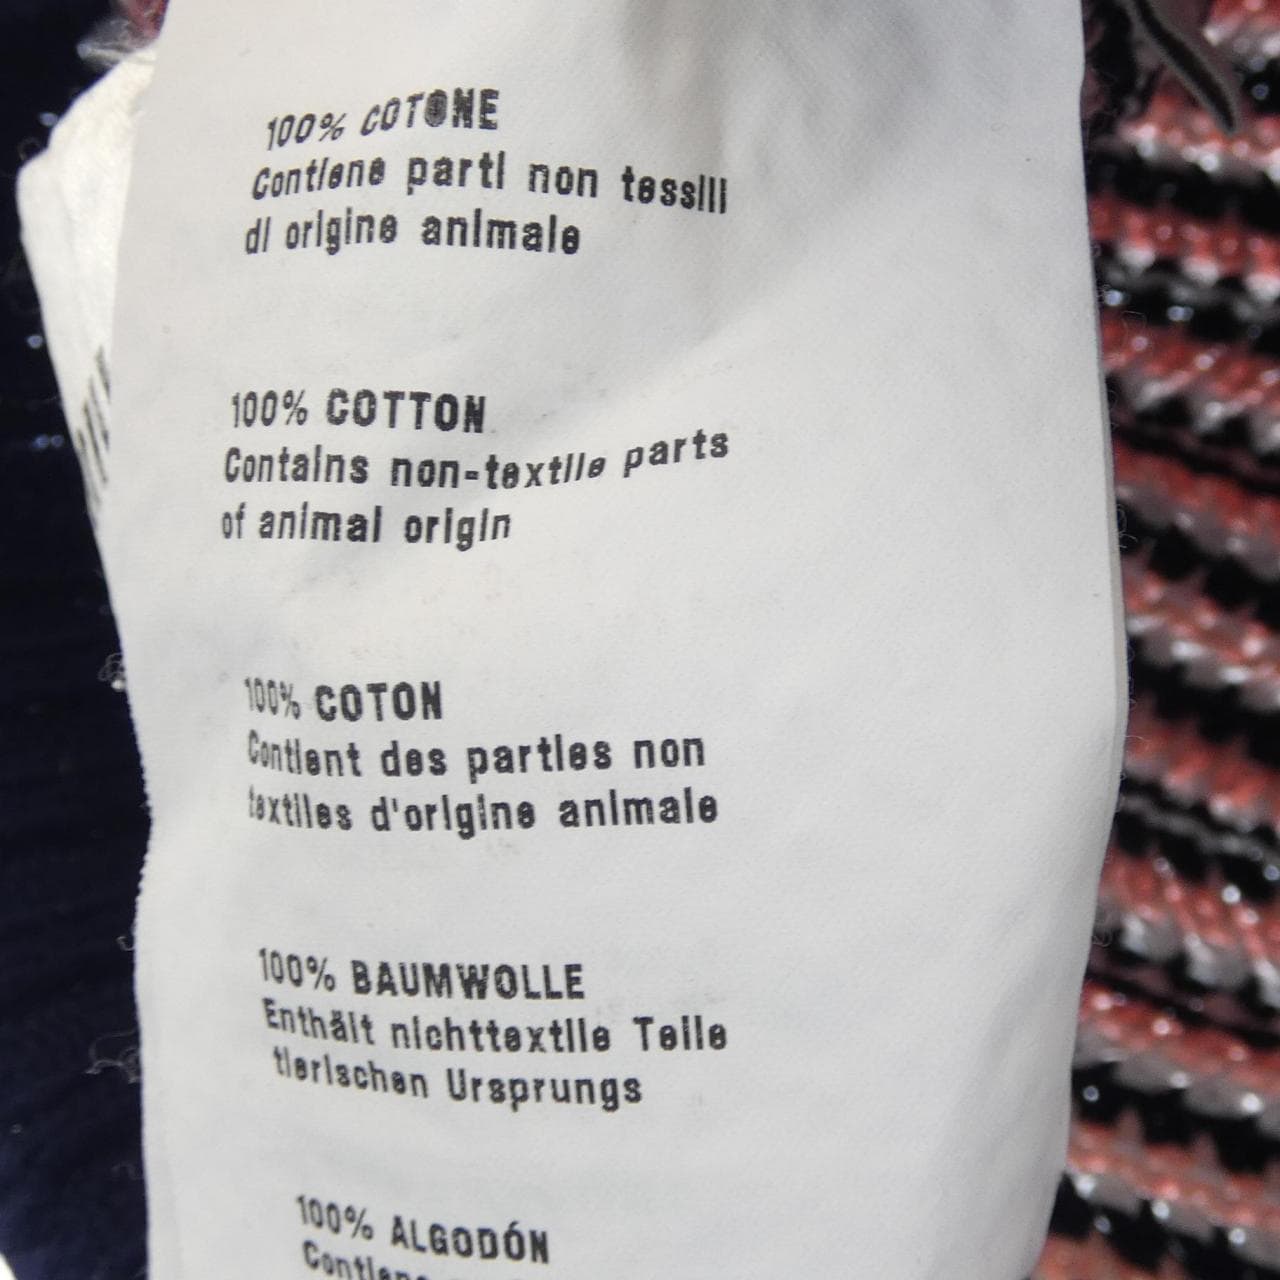 100% COTONE
Contiene parti non tessili
di origine animale
100% COTTON
Contains non-textile parts
of animal origin
100% COTON
Contient des parties non
textiles d'origine animale
100% BAUMWOLLE
Enthält nichttextile Teile
tierischen Ursprungs
100% ALGODÓN